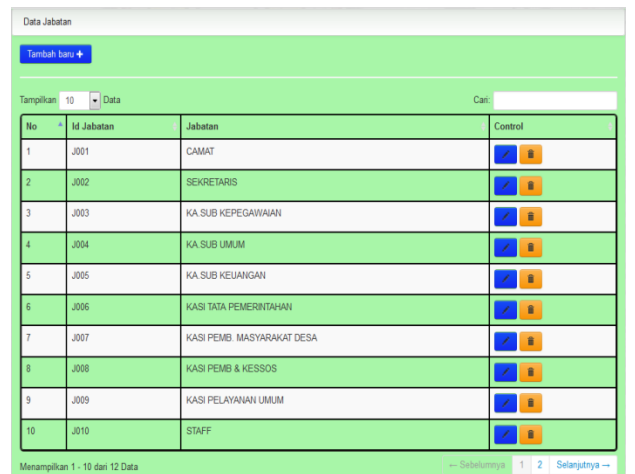 Data Jabatan
Tambah baru +
Tampilkan 10 Data Cari:
No Id Jabatan Jabatan Control
1 J001 CAMAT
2 J002 SEKRETARIS
3 J003 KA.SUB KEPEGAWAIAN
4 J004 KA.SUB UMUM
5 J005 KA.SUB KEUANGAN
6 J006 KASI TATA PEMERINTAHAN
7 J007 KASI PEMB. MASYARAKAT DESA
8 J008 KASI PEMB & KESSOS
9 J009 KASI PELAYANAN UMUM
10 J010 STAFF
Menampilkan 1 - 10 dari 12 Data ← Sebelumnya 1 2 Selanjutnya →